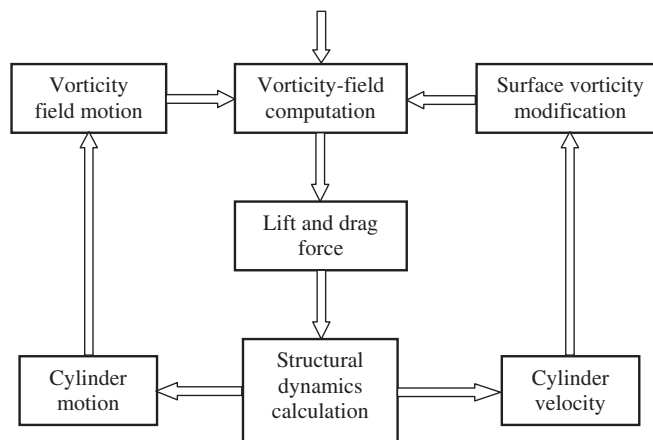 Vorticity
field motion
Vorticity-field
computation
Surface vorticity
modification
Lift and drag
force
Cylinder
motion
Structural
dynamics
calculation
Cylinder
velocity